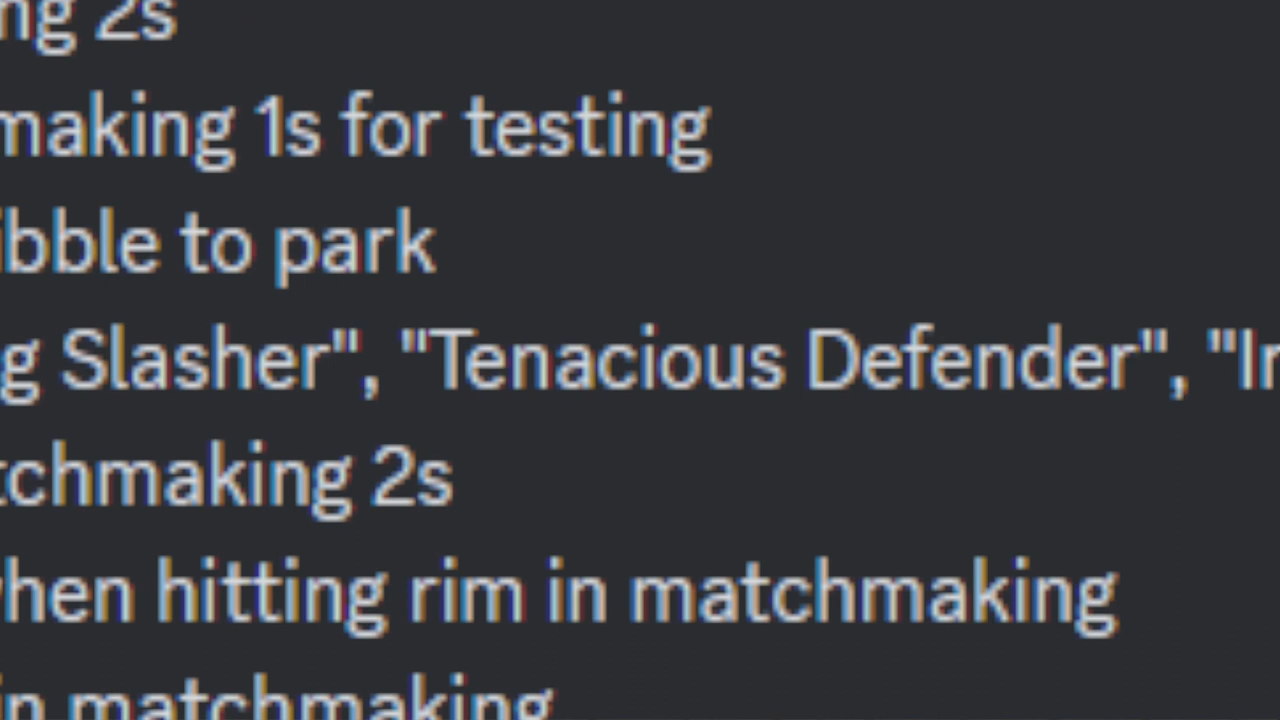 ng 2s
making 1s for testing
ibble to park
g Slasher", "Tenacious Defender", "In
tchmaking 2s
hen hitting rim in matchmaking
in matchmaking